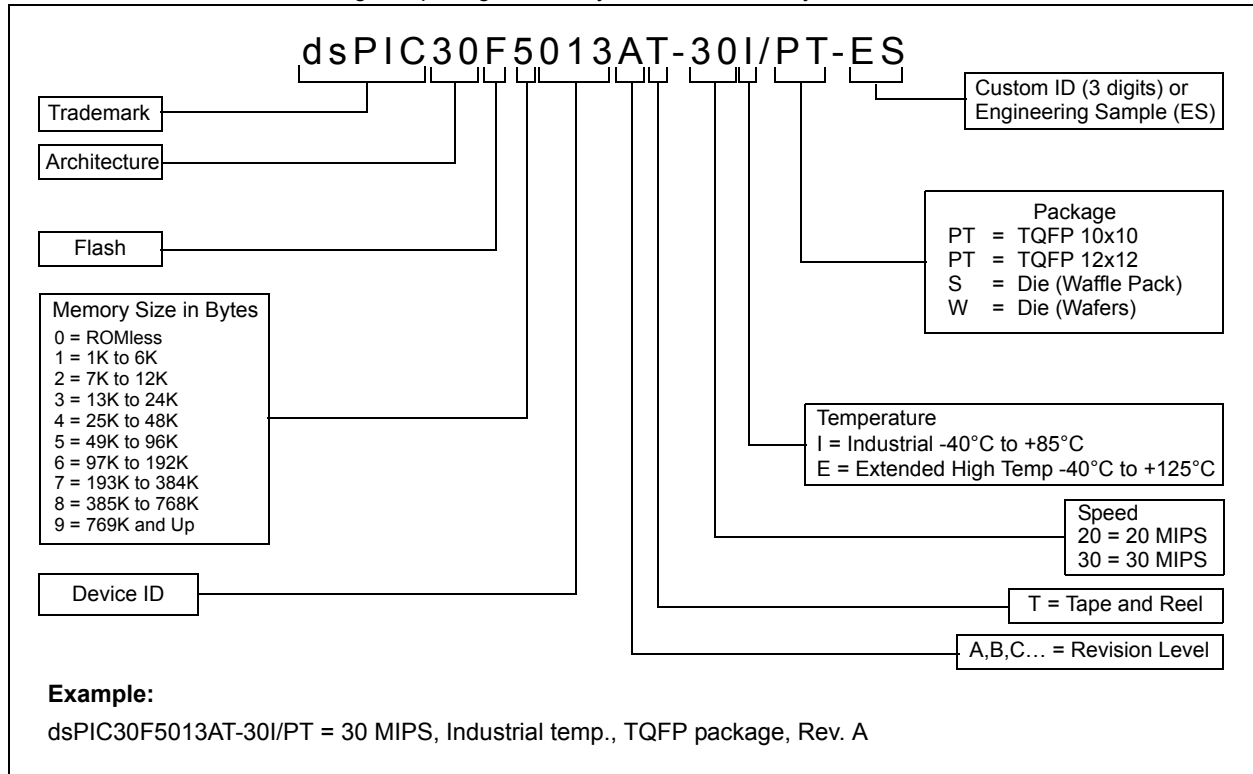 dsPIC30F5013AT-30I/PT-ES
Trademark
Architecture
Flash
Memory Size in Bytes
0 = ROMless
1 = 1K to 6K
2 = 7K to 12K
3 = 13K to 24K
4 = 25K to 48K
5 = 49K to 96K
6 = 97K to 192K
7 = 193K to 384K
8 = 385K to 768K
9 = 769K and Up
Device ID
Custom ID (3 digits) or
Engineering Sample (ES)
Package
PT = TQFP 10x10
PT = TQFP 12x12
S = Die (Waffle Pack)
W = Die (Wafers)
Temperature
I = Industrial -40°C to +85°C
E = Extended High Temp -40°C to +125°C
Speed
20 = 20 MIPS
30 = 30 MIPS
T = Tape and Reel
A,B,C… = Revision Level
Example:
dsPIC30F5013AT-30I/PT = 30 MIPS, Industrial temp., TQFP package, Rev. A